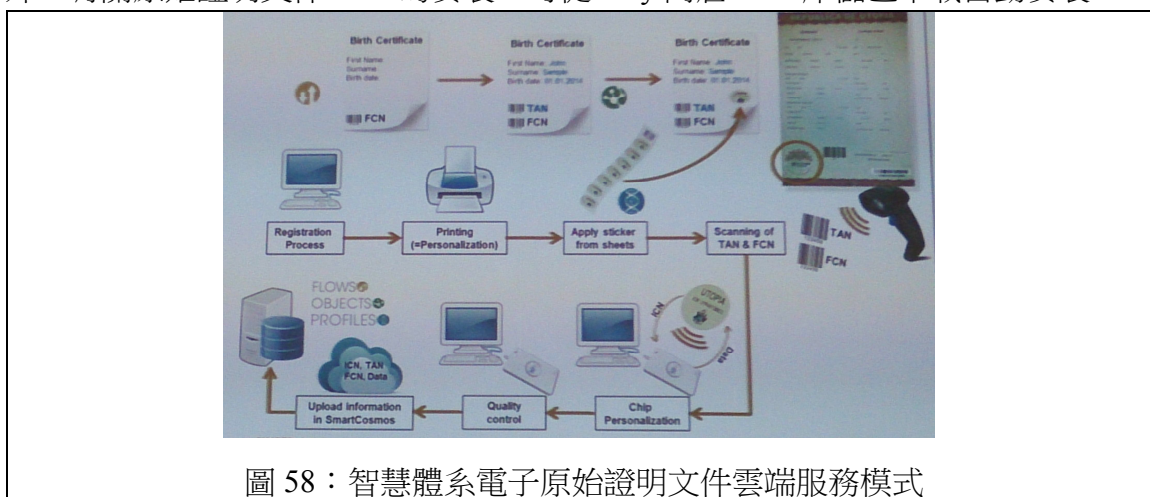 Birth Certificate
First Name:
Surname:
Birth date:
FCN
Birth Certificate
First Name: John
Surname: Sample
Birth date: 01.01.2014
TAN
FCN
Birth Certificate
First Name: John
Surname: Sample
Birth date: 01.01.2014
TAN
FCN
Registration
Process
Printing
(=Personalization)
Apply sticker
from sheets
Scanning of
TAN & FCN
TAN
FCN
FLOWS
OBJECTS
PROFILES
ICN, TAN
FCN, Data
UTOPIA
ICN
Data
Upload information
in SmartCosmos
Quality
control
Chip
Personalization
圖 58：智慧體系電子原始證明文件雲端服務模式